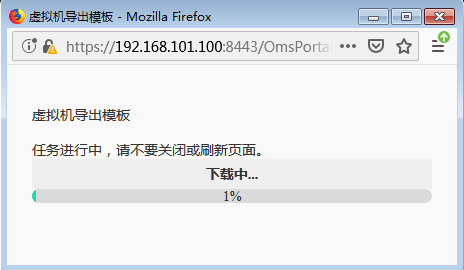 虚拟机导出模板 - Mozilla Firefox
https://192.168.101.100:8443/OmsPorta
虚拟机导出模板
任务进行中，请不要关闭或刷新页面。
下载中...
1%